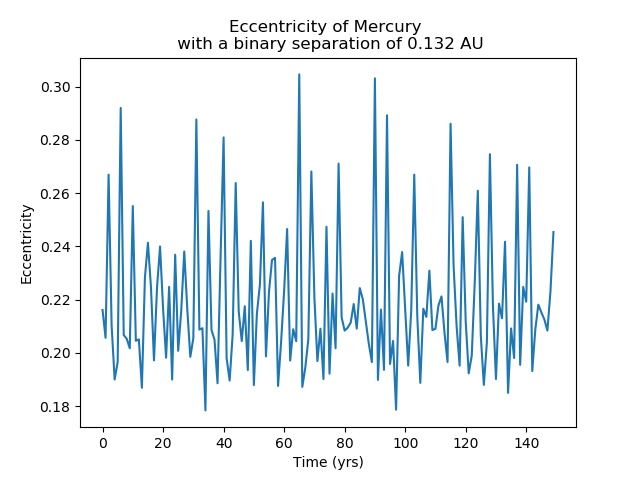 Eccentricity of Mercury
with a binary separation of 0.132 AU
Eccentricity
0.30
0.28
0.26
0.24
0.22
0.20
0.18
0 20 40 60 80 100 120 140
Time (yrs)